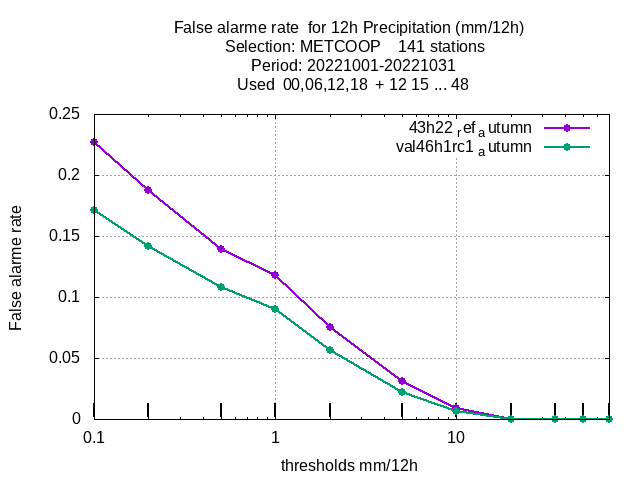 False alarme rate  for 12h Precipitation (mm/12h)
Selection: METCOOP    141 stations
Period: 20221001-20221031
Used  00,06,12,18  + 12 15 ... 48
43h22 ref a utumn
val46h1rc1 a utumn
0.25
0.2
0.15
0.1
0.05
0
False alarme rate
0.1
1
10
thresholds mm/12h